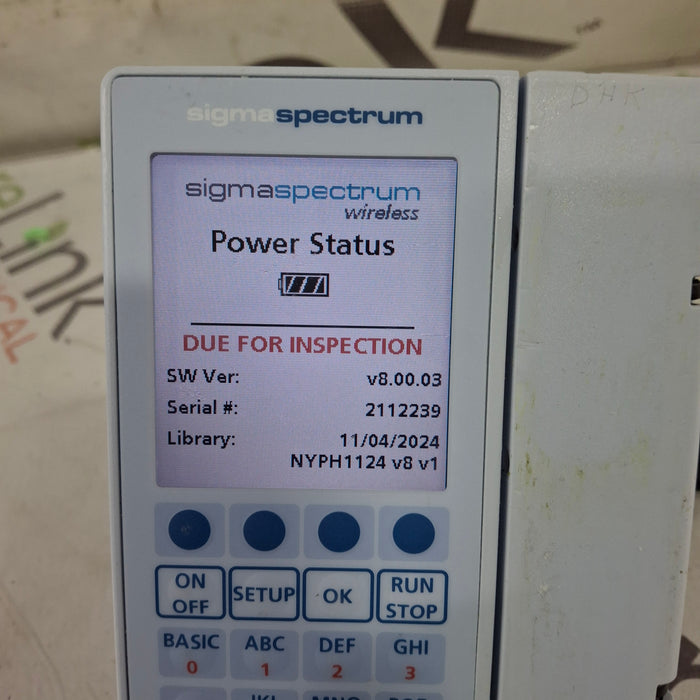 DHK
sigmaspectrum
sigmaspectrum
wireless
Power Status
DUE FOR INSPECTION
SW Ver: v8.00.03
Serial #: 2112239
Library: 11/04/2024
NYPH1124 v8 v1
ON OFF
SETUP
OK
RUN STOP
BASIC 0
ABC 1
DEF 2
GHI 3